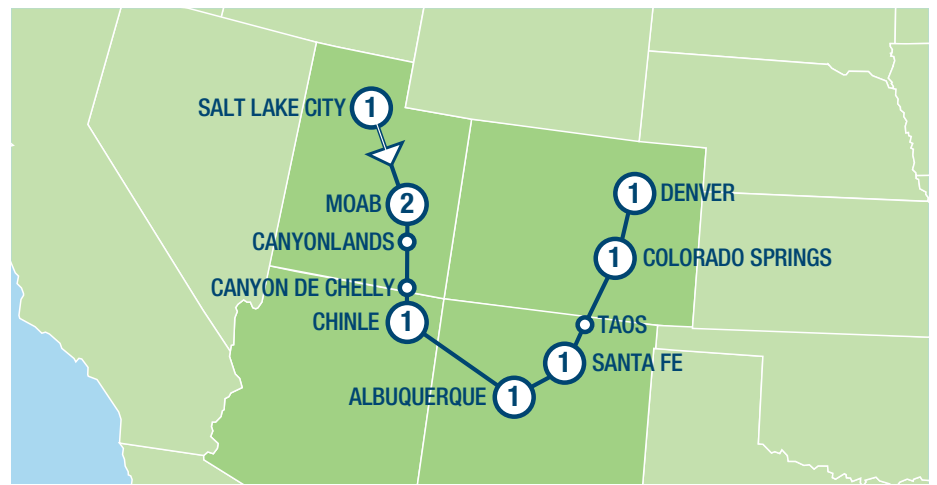 SALT LAKE CITY 1
MOAB 2
1 DENVER
CANYONLANDS
1 COLORADO SPRINGS
CANYON DE CHELLY
CHINLE 1
TAOS
1 SANTA FE
ALBUQUERQUE 1